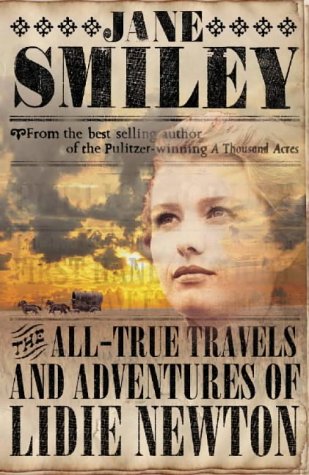 JANE
SMILEY
From the best selling author
of the Pulitzer-winning A Thousand Acres
THE ALL-TRUE TRAVELS
AND ADVENTURES OF
LIDIE NEWTON